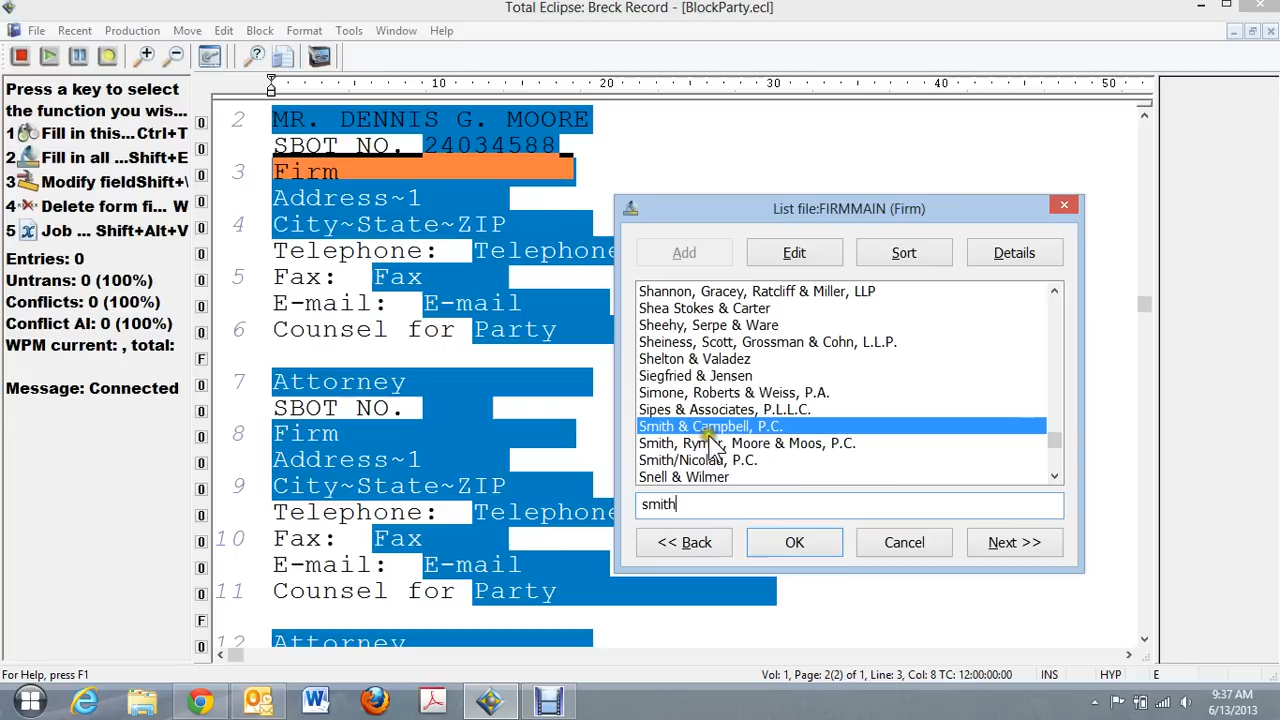 Total Eclipse: Breck Record - [BlockParty.ecl]
File Recent Production Move Edit Block Format Tools Window Help
Press a key to select
the function you wis...
1 Fill in this... Ctrl+T
2 Fill in all ...Shift+E
3 Modify fieldShift+\
4 Delete form fi... W
5 Job ... Shift+Alt+V
Entries: 0
Untrans: 0 (100%)
Conflicts: 0 (100%)
Conflict AI: 0 (100%)
WPM current: , total:
Message: Connected
10 20 30 40 50
2 MR. DENNIS G. MOORE
SBOT NO. 24034588
3 Firm
Address~1
4 City~State~ZIP
Telephone: Telephone
5 Fax: Fax
E-mail: E-mail
6 Counsel for Party
7 Attorney
SBOT NO.
8 Firm
Address~1
9 City~State~ZIP
Telephone: Telephone
10 Fax: Fax
E-mail: E-mail
11 Counsel for Party
12 Attorney
List file:FIRMMAIN (Firm)
Add Edit Sort Details
Shannon, Gracey, Ratcliff & Miller, LLP
Shea Stokes & Carter
Sheehy, Serpe & Ware
Sheiness, Scott, Grossman & Cohn, L.L.P.
Shelton & Valadez
Siegfried & Jensen
Simone, Roberts & Weiss, P.A.
Sipes & Associates, P.L.L.C.
Smith & Campbell, P.C.
Smith, Moore & Moos, P.C.
Smith/Nicolau, P.C.
Snell & Wilmer
smith
<< Back OK Cancel Next >>
For Help, press F1
Vol: 1, Page: 2(2) of 1, Line: 3, Col: 8 TC: 12:00:00:00 INS HYP E
9:37 AM
6/13/2013